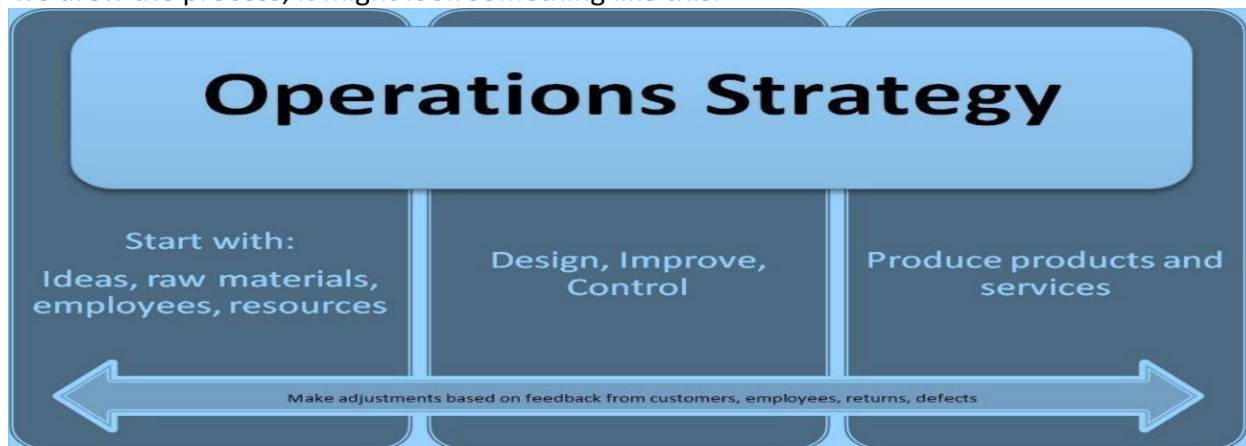 Operations Strategy
Start with:
Ideas, raw materials,
employees, resources
Design, Improve,
Control
Produce products and
services
Make adjustments based on feedback from customers, employees, returns, defects